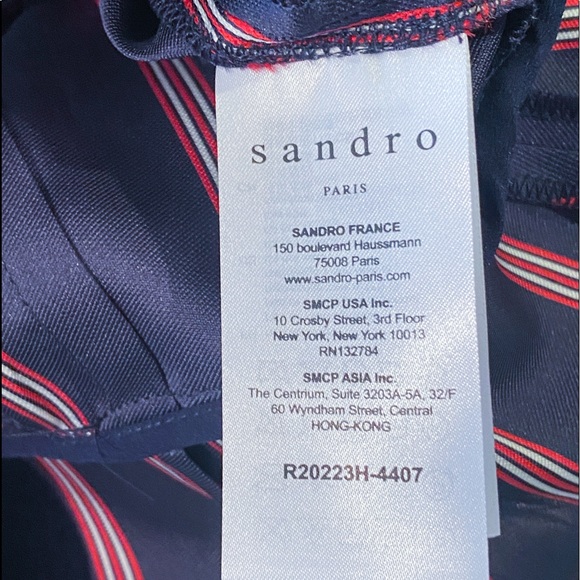 sandro
PARIS
SANDRO FRANCE
150 boulevard Haussmann
75008 Paris
www.sandro-paris.com
SMCP USA Inc.
10 Crosby Street, 3rd Floor
New York, New York 10013
RN132784
SMCP ASIA Inc.
The Centrium, Suite 3203A-5A, 32/F
60 Wyndham Street, Central
HONG-KONG
R20223H-4407